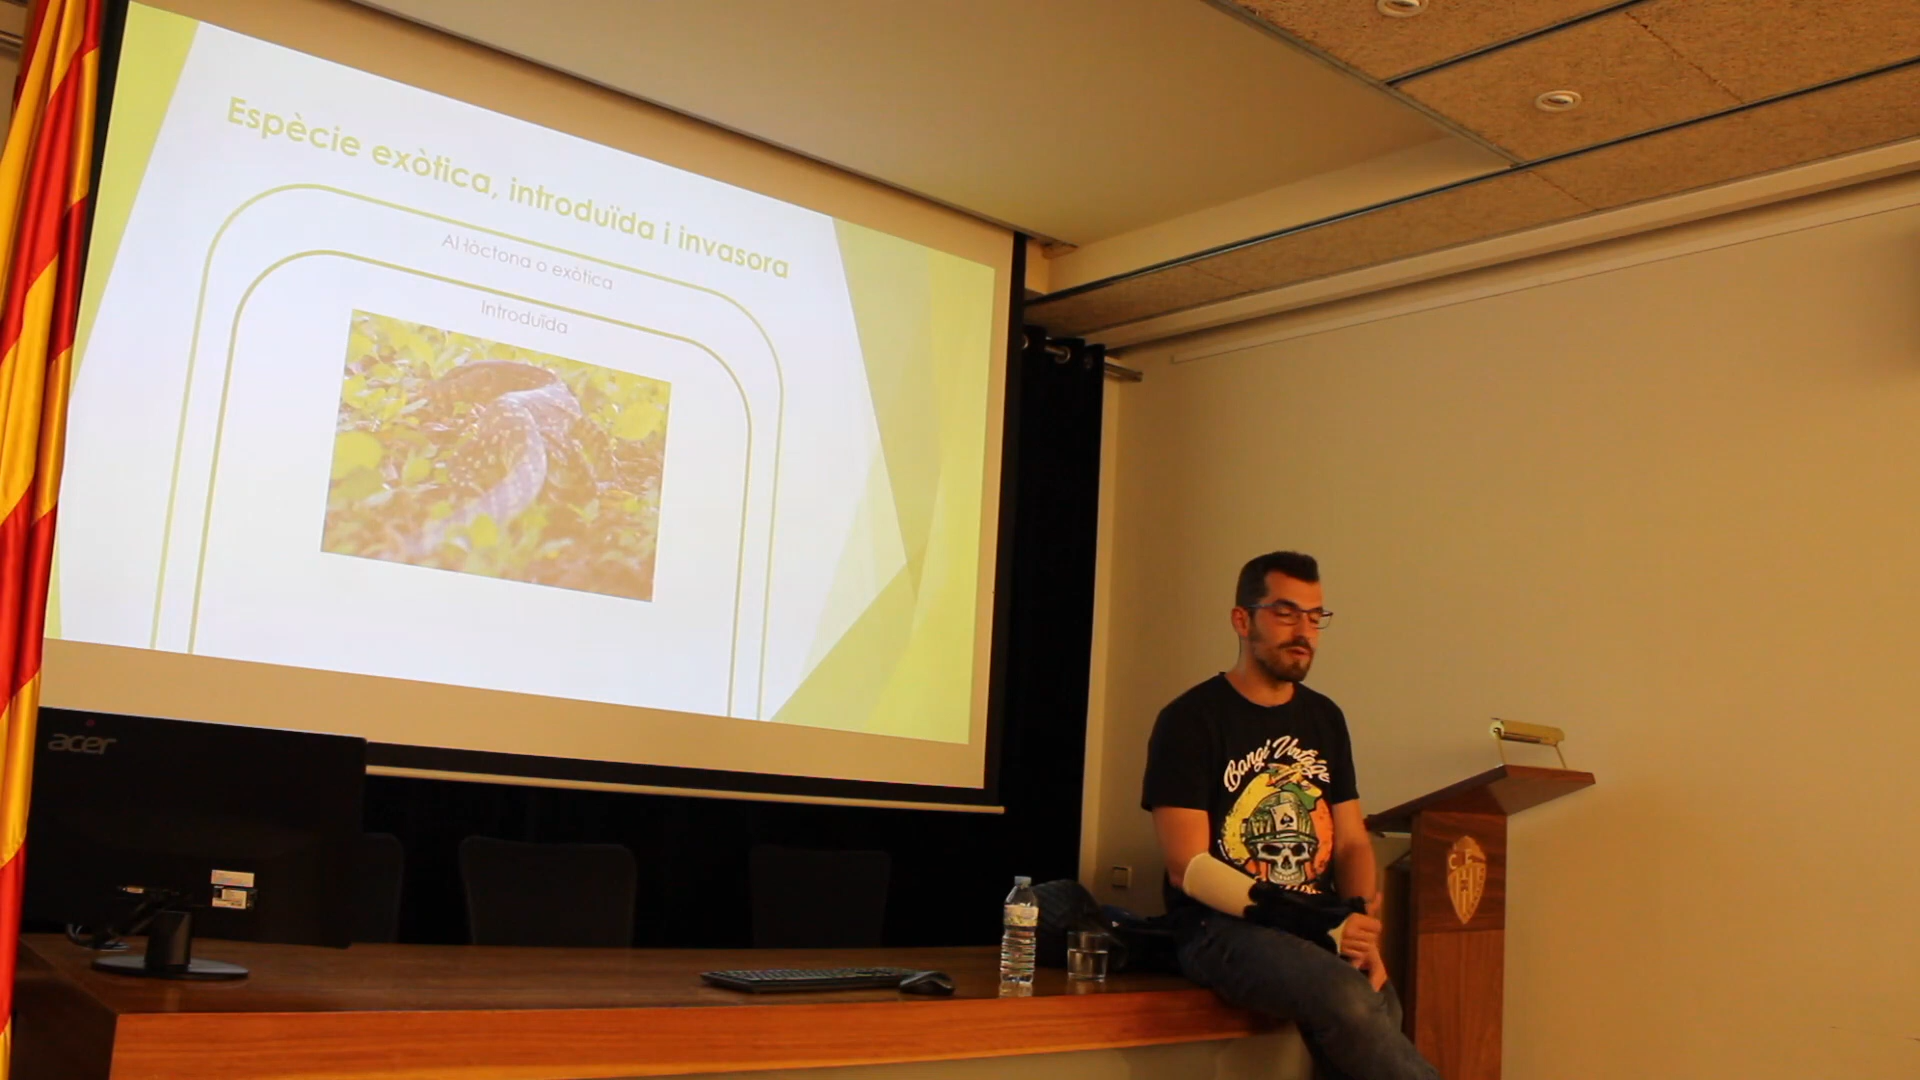 Espècie exòtica, introduïda i invasora
Al·lòctona o exòtica
Introduïda
acer
Bangi Vintage
C E